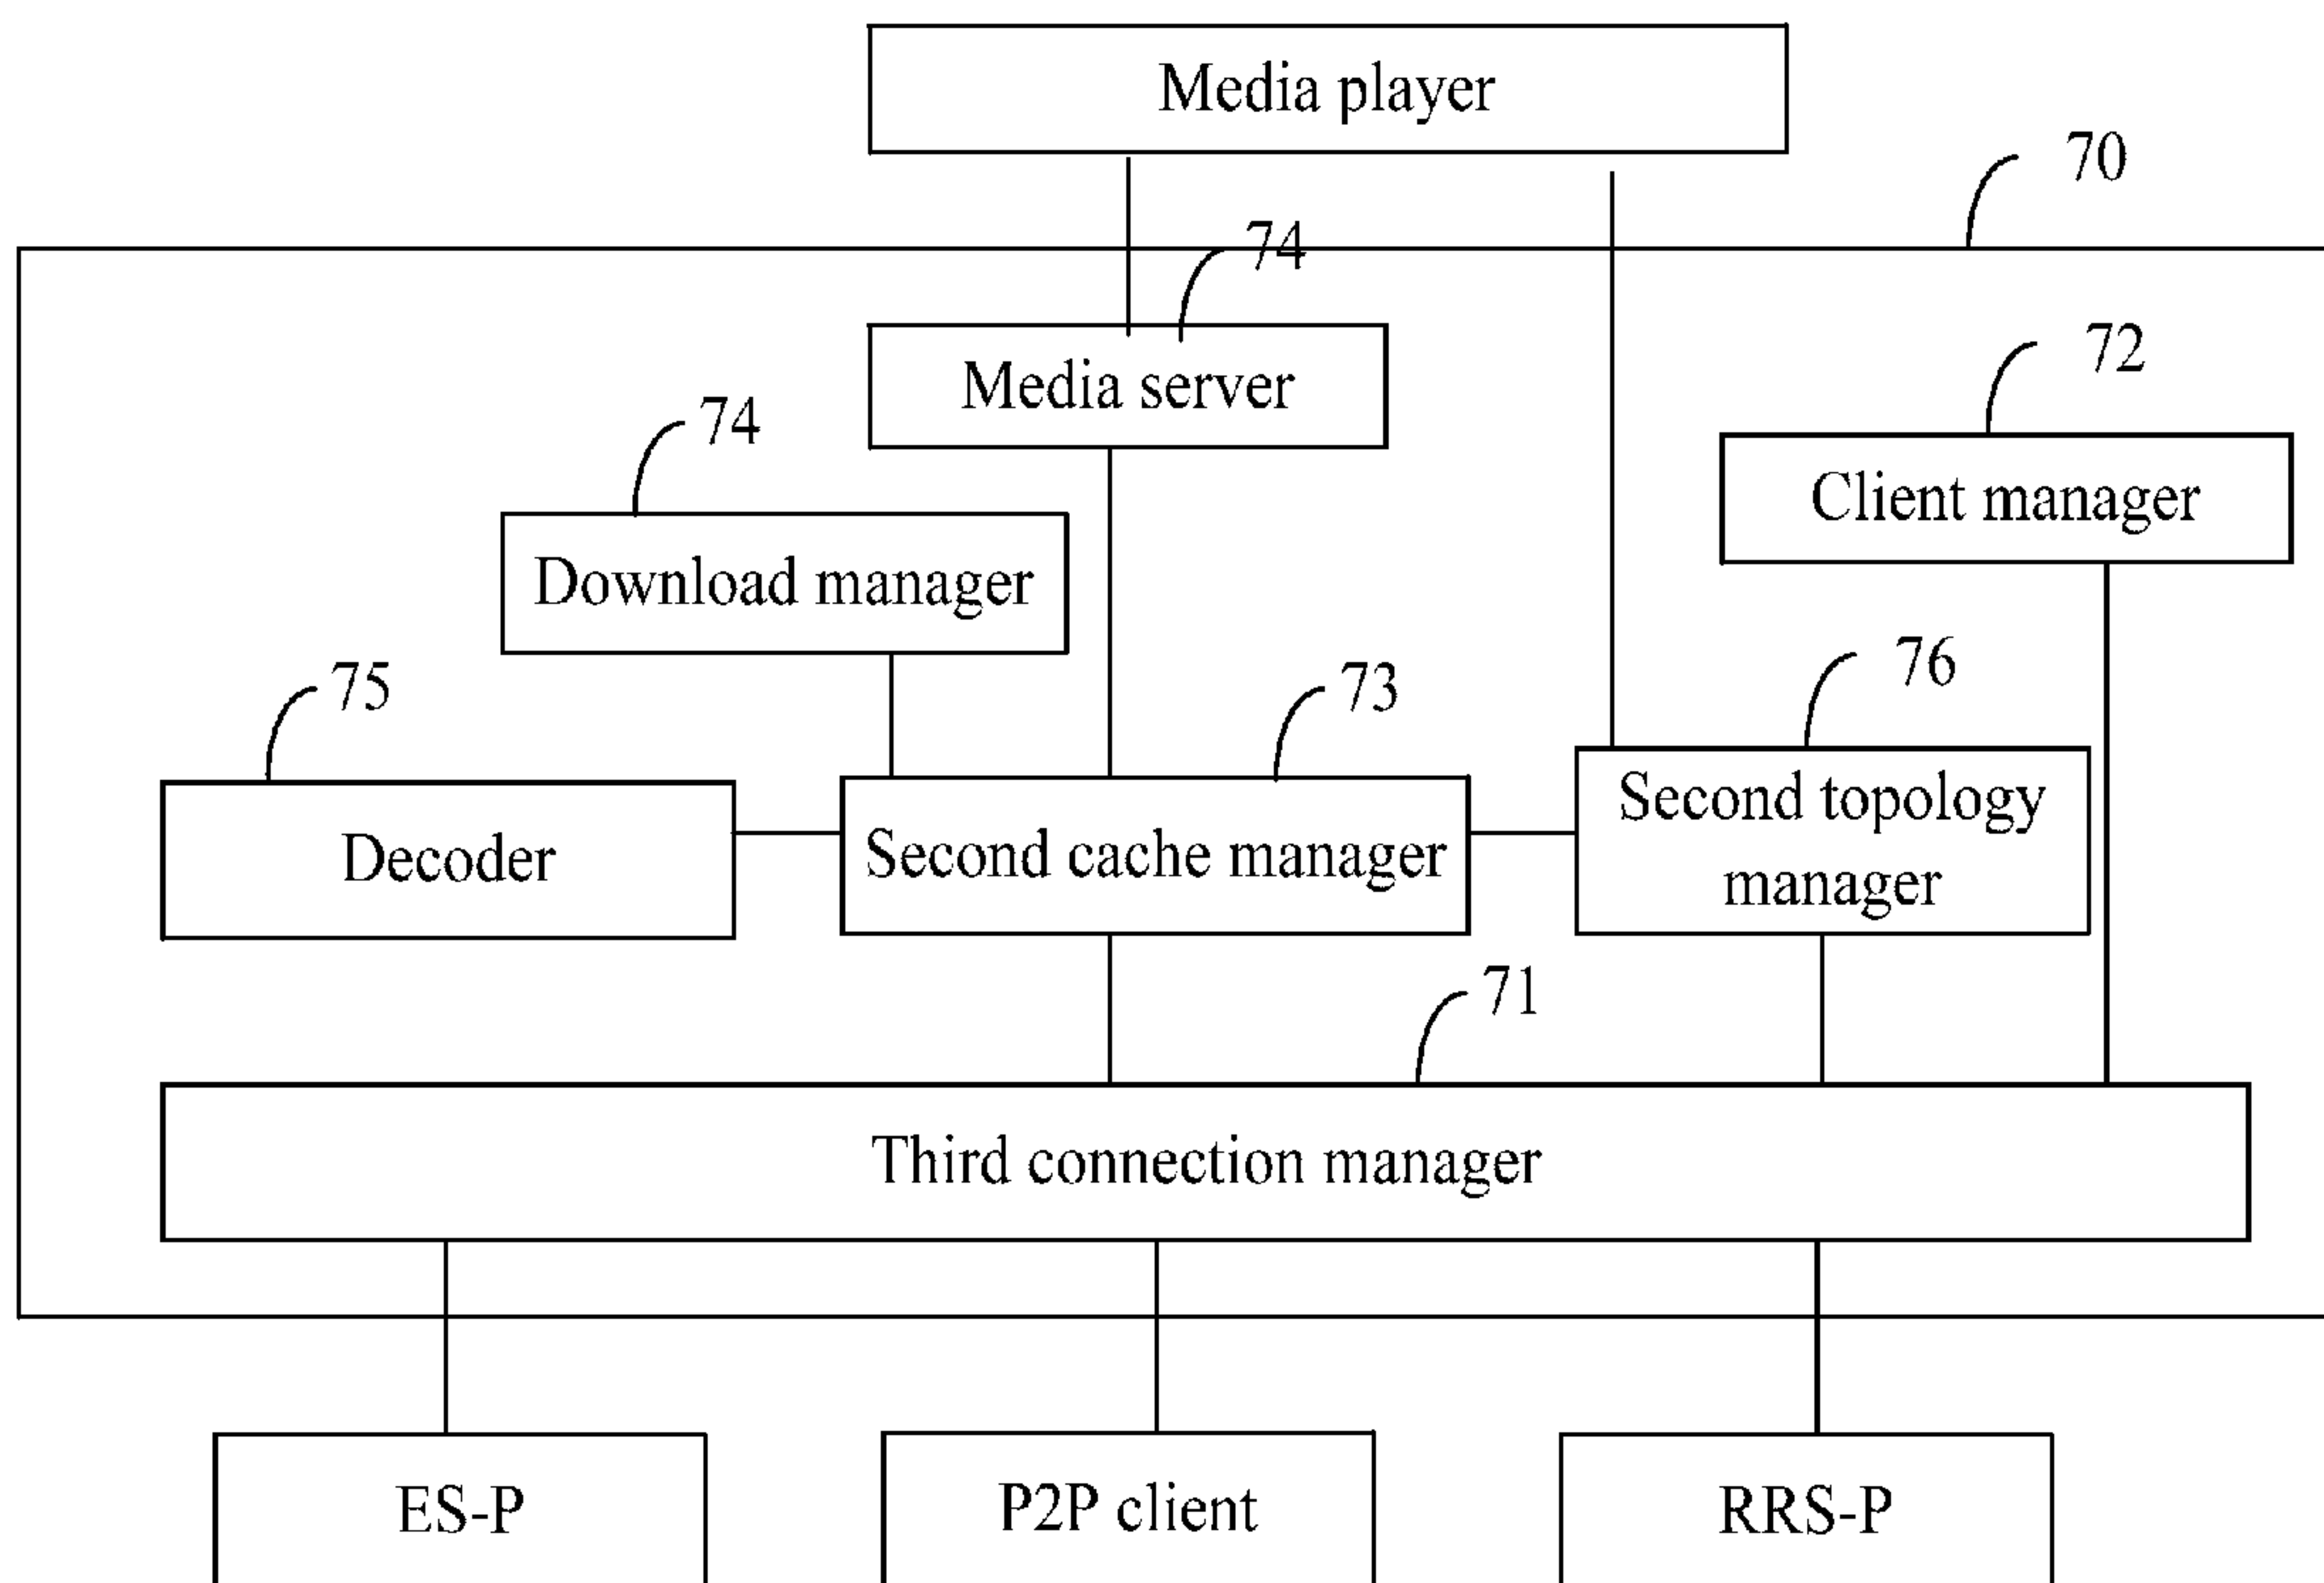 Media player
70
74
Media server
72
74
Client manager
Download manager
76
75
73
Second topology
manager
Decoder
Second cache manager
71
Third connection manager
ES-P
P2P client
RRS-P